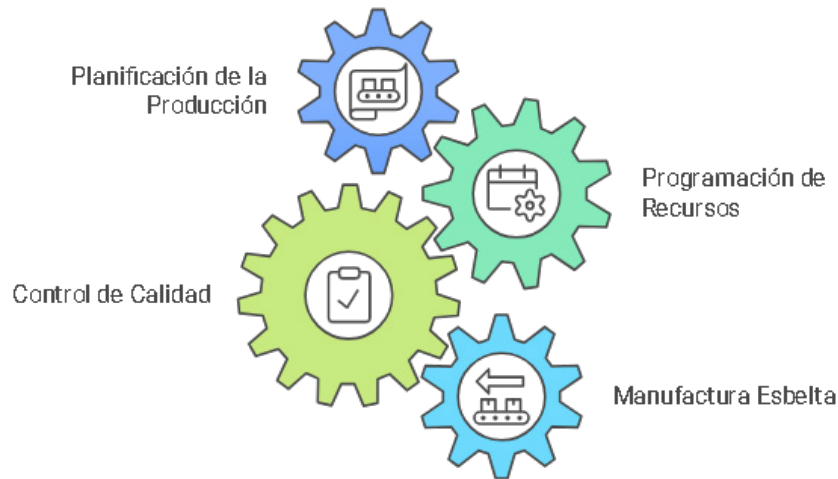 Planificación de la
Producción
Programación de
Recursos
Control de Calidad
Manufactura Esbelta